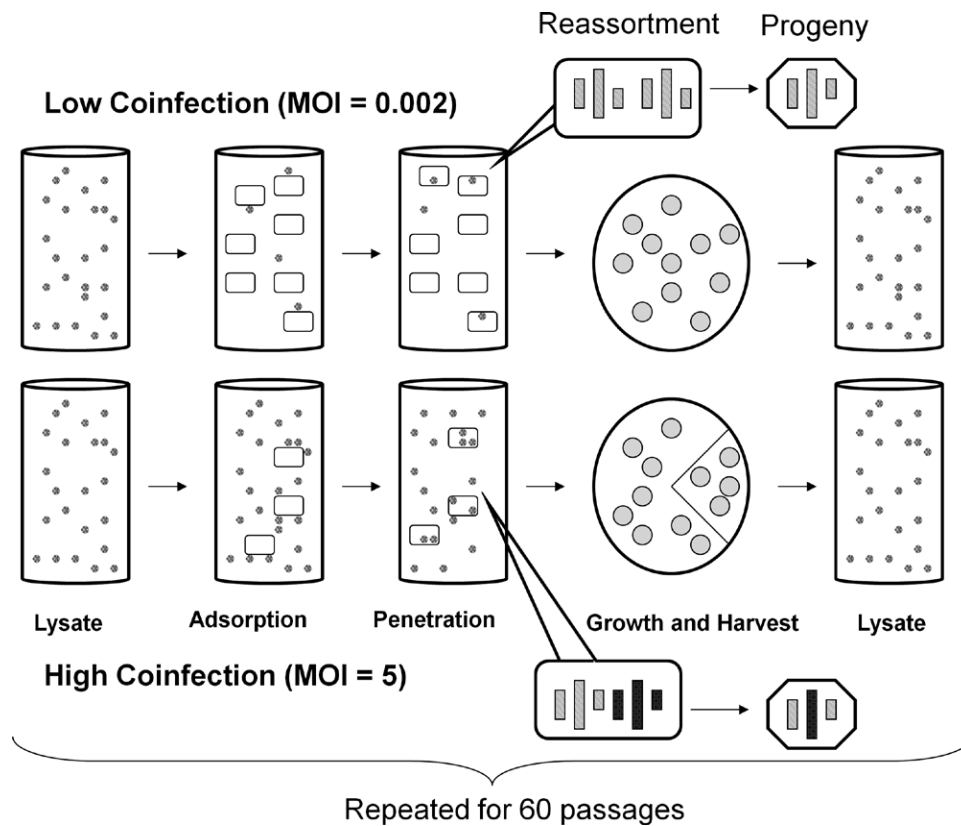 Reassortment
Progeny
Low Coinfection (MOI = 0.002)
Lysate
Adsorption
Penetration
Growth and Harvest
Lysate
High Coinfection (MOI = 5)
Repeated for 60 passages